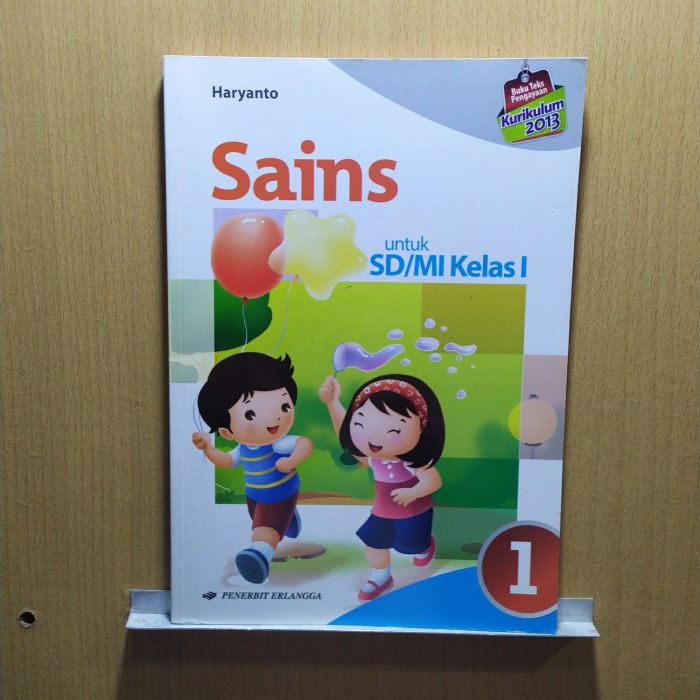 Haryanto
Buku Teks
Pengayaan
Kurikulum
2013
Sains
untuk
SD/MI Kelas I
1
PENERBIT ERLANGGA